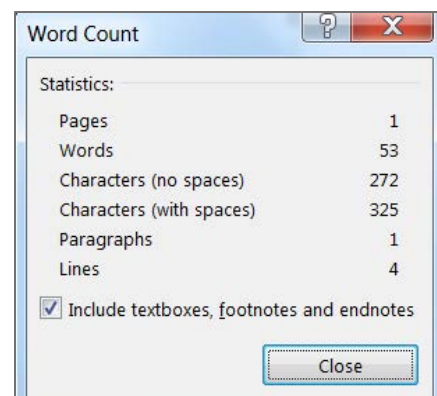 Word Count
Statistics:
Pages 1
Words 53
Characters (no spaces) 272
Characters (with spaces) 325
Paragraphs 1
Lines 4
Include textboxes, footnotes and endnotes
Close